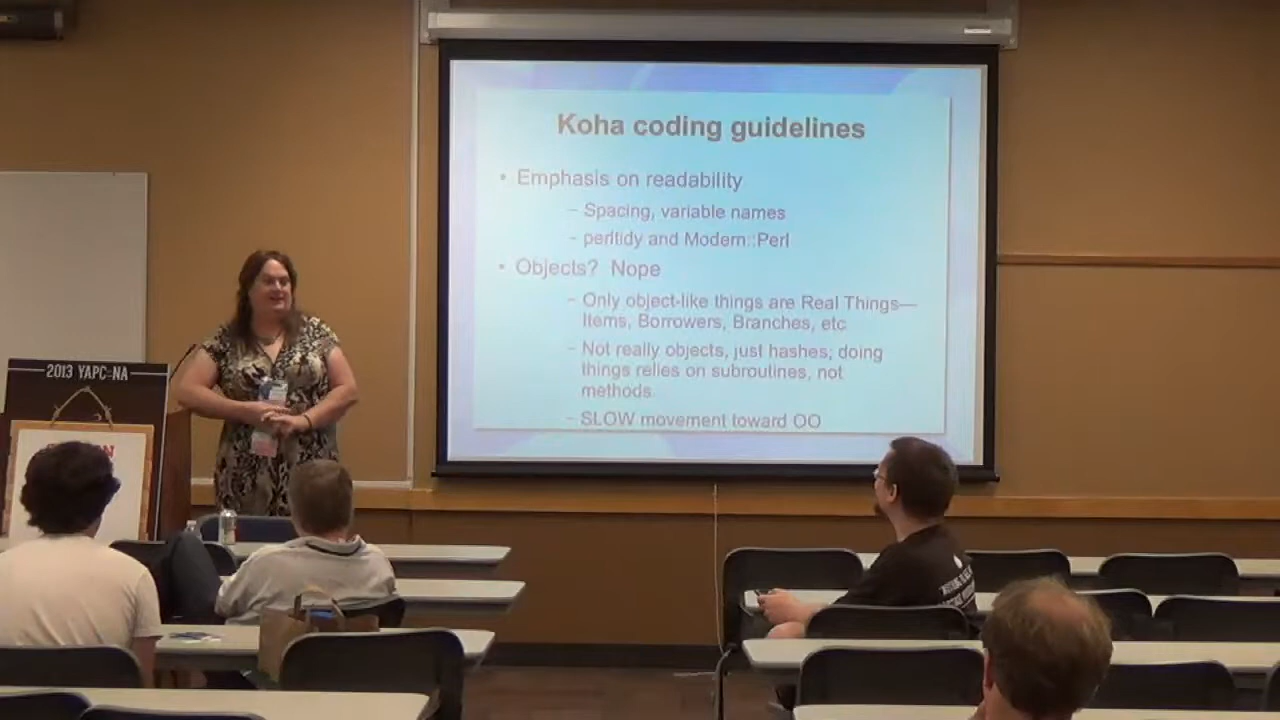 2013 YAPC::NA
Koha coding guidelines
• Emphasis on readability
– Spacing, variable names
– perltidy and Modern::Perl
• Objects? Nope
– Only object-like things are Real Things—
Items, Borrowers, Branches, etc
– Not really objects, just hashes; doing
things relies on subroutines, not
methods.
– SLOW movement toward OO